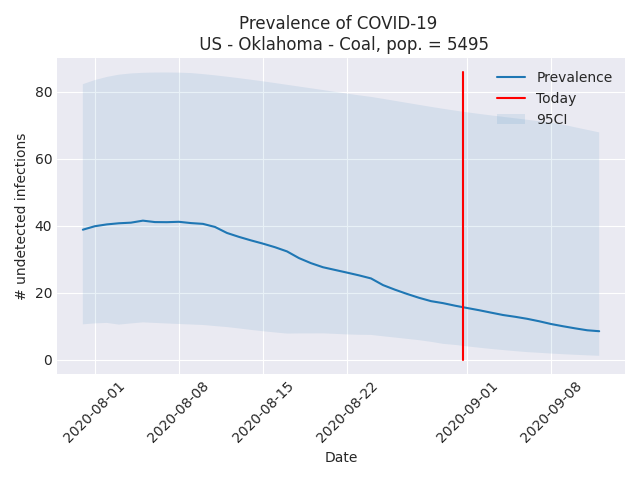 Prevalence of COVID-19
US - Oklahoma - Coal, pop. = 5495
Prevalence
Today
95CI
# undetected infections
80
60
40
20
0
2020-08-01
2020-08-08
2020-08-15
2020-08-22
2020-09-01
2020-09-08
Date